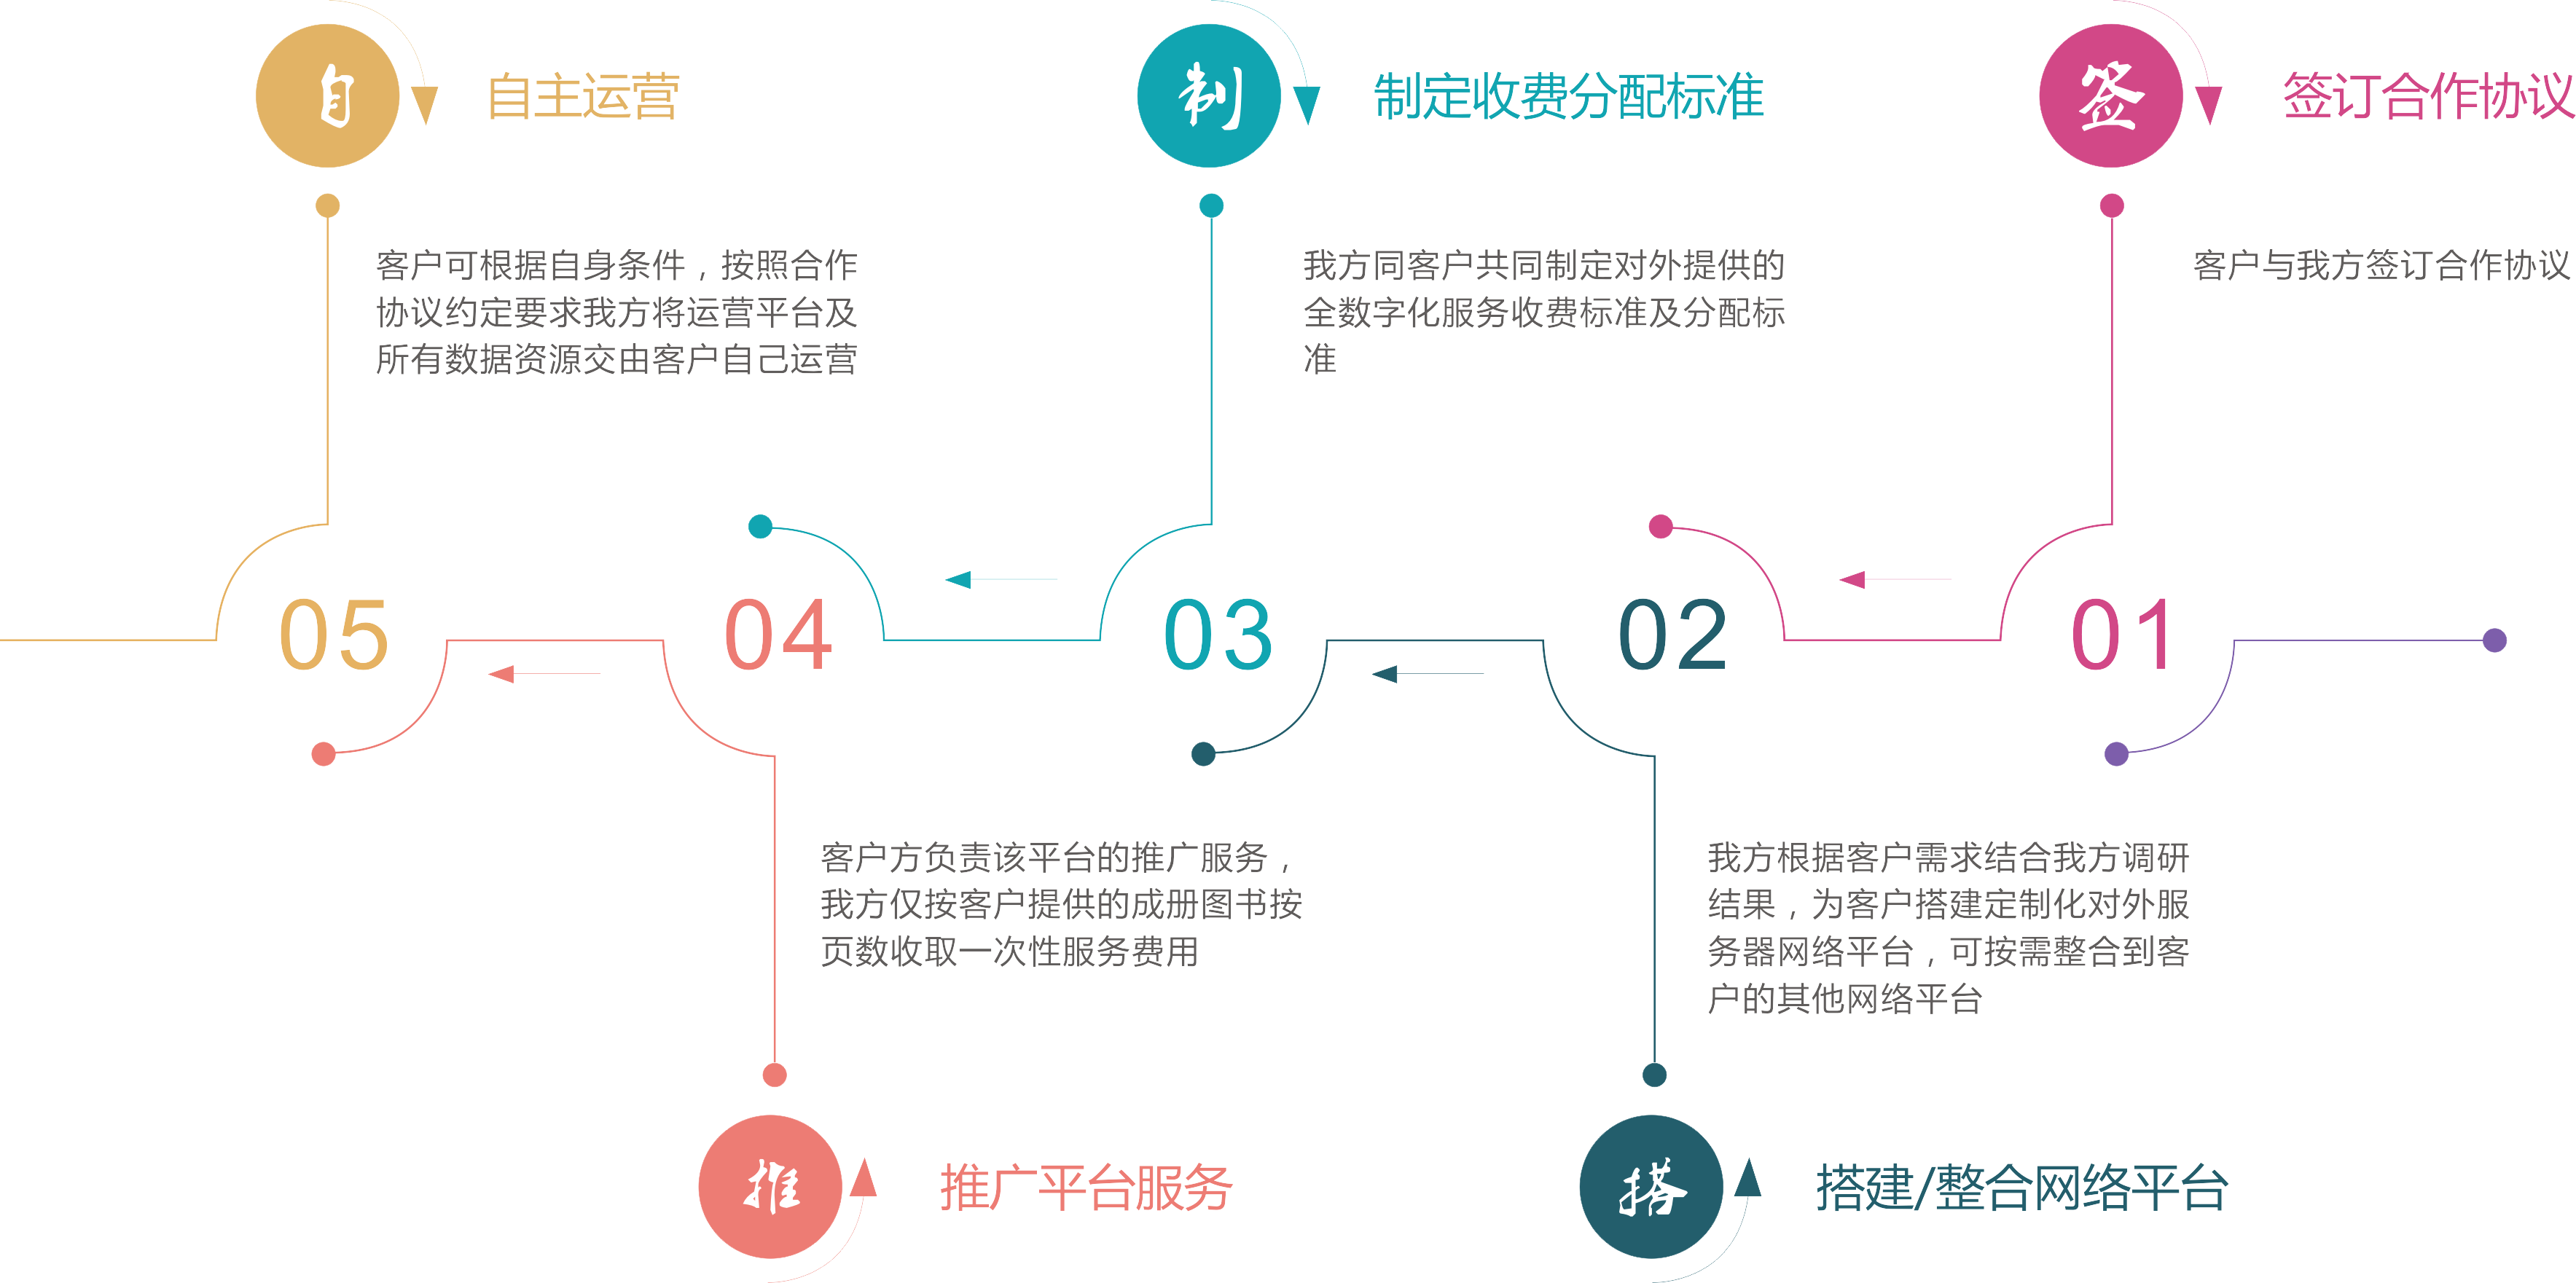 自
自主运营
制
制定收费分配标准
签
签订合作协议
客户可根据自身条件，按照合作
协议约定要求我方将运营平台及
所有数据资源交由客户自己运营
我方同客户共同制定对外提供的
全数字化服务收费标准及分配标
准
客户与我方签订合作协议
05
04
03
02
01
客户方负责该平台的推广服务，
我方仅按客户提供的成册图书按
页数收取一次性服务费用
我方根据客户需求结合我方调研
结果，为客户搭建定制化对外服
务器网络平台，可按需整合到客
户的其他网络平台
推
推广平台服务
搭
搭建/整合网络平台